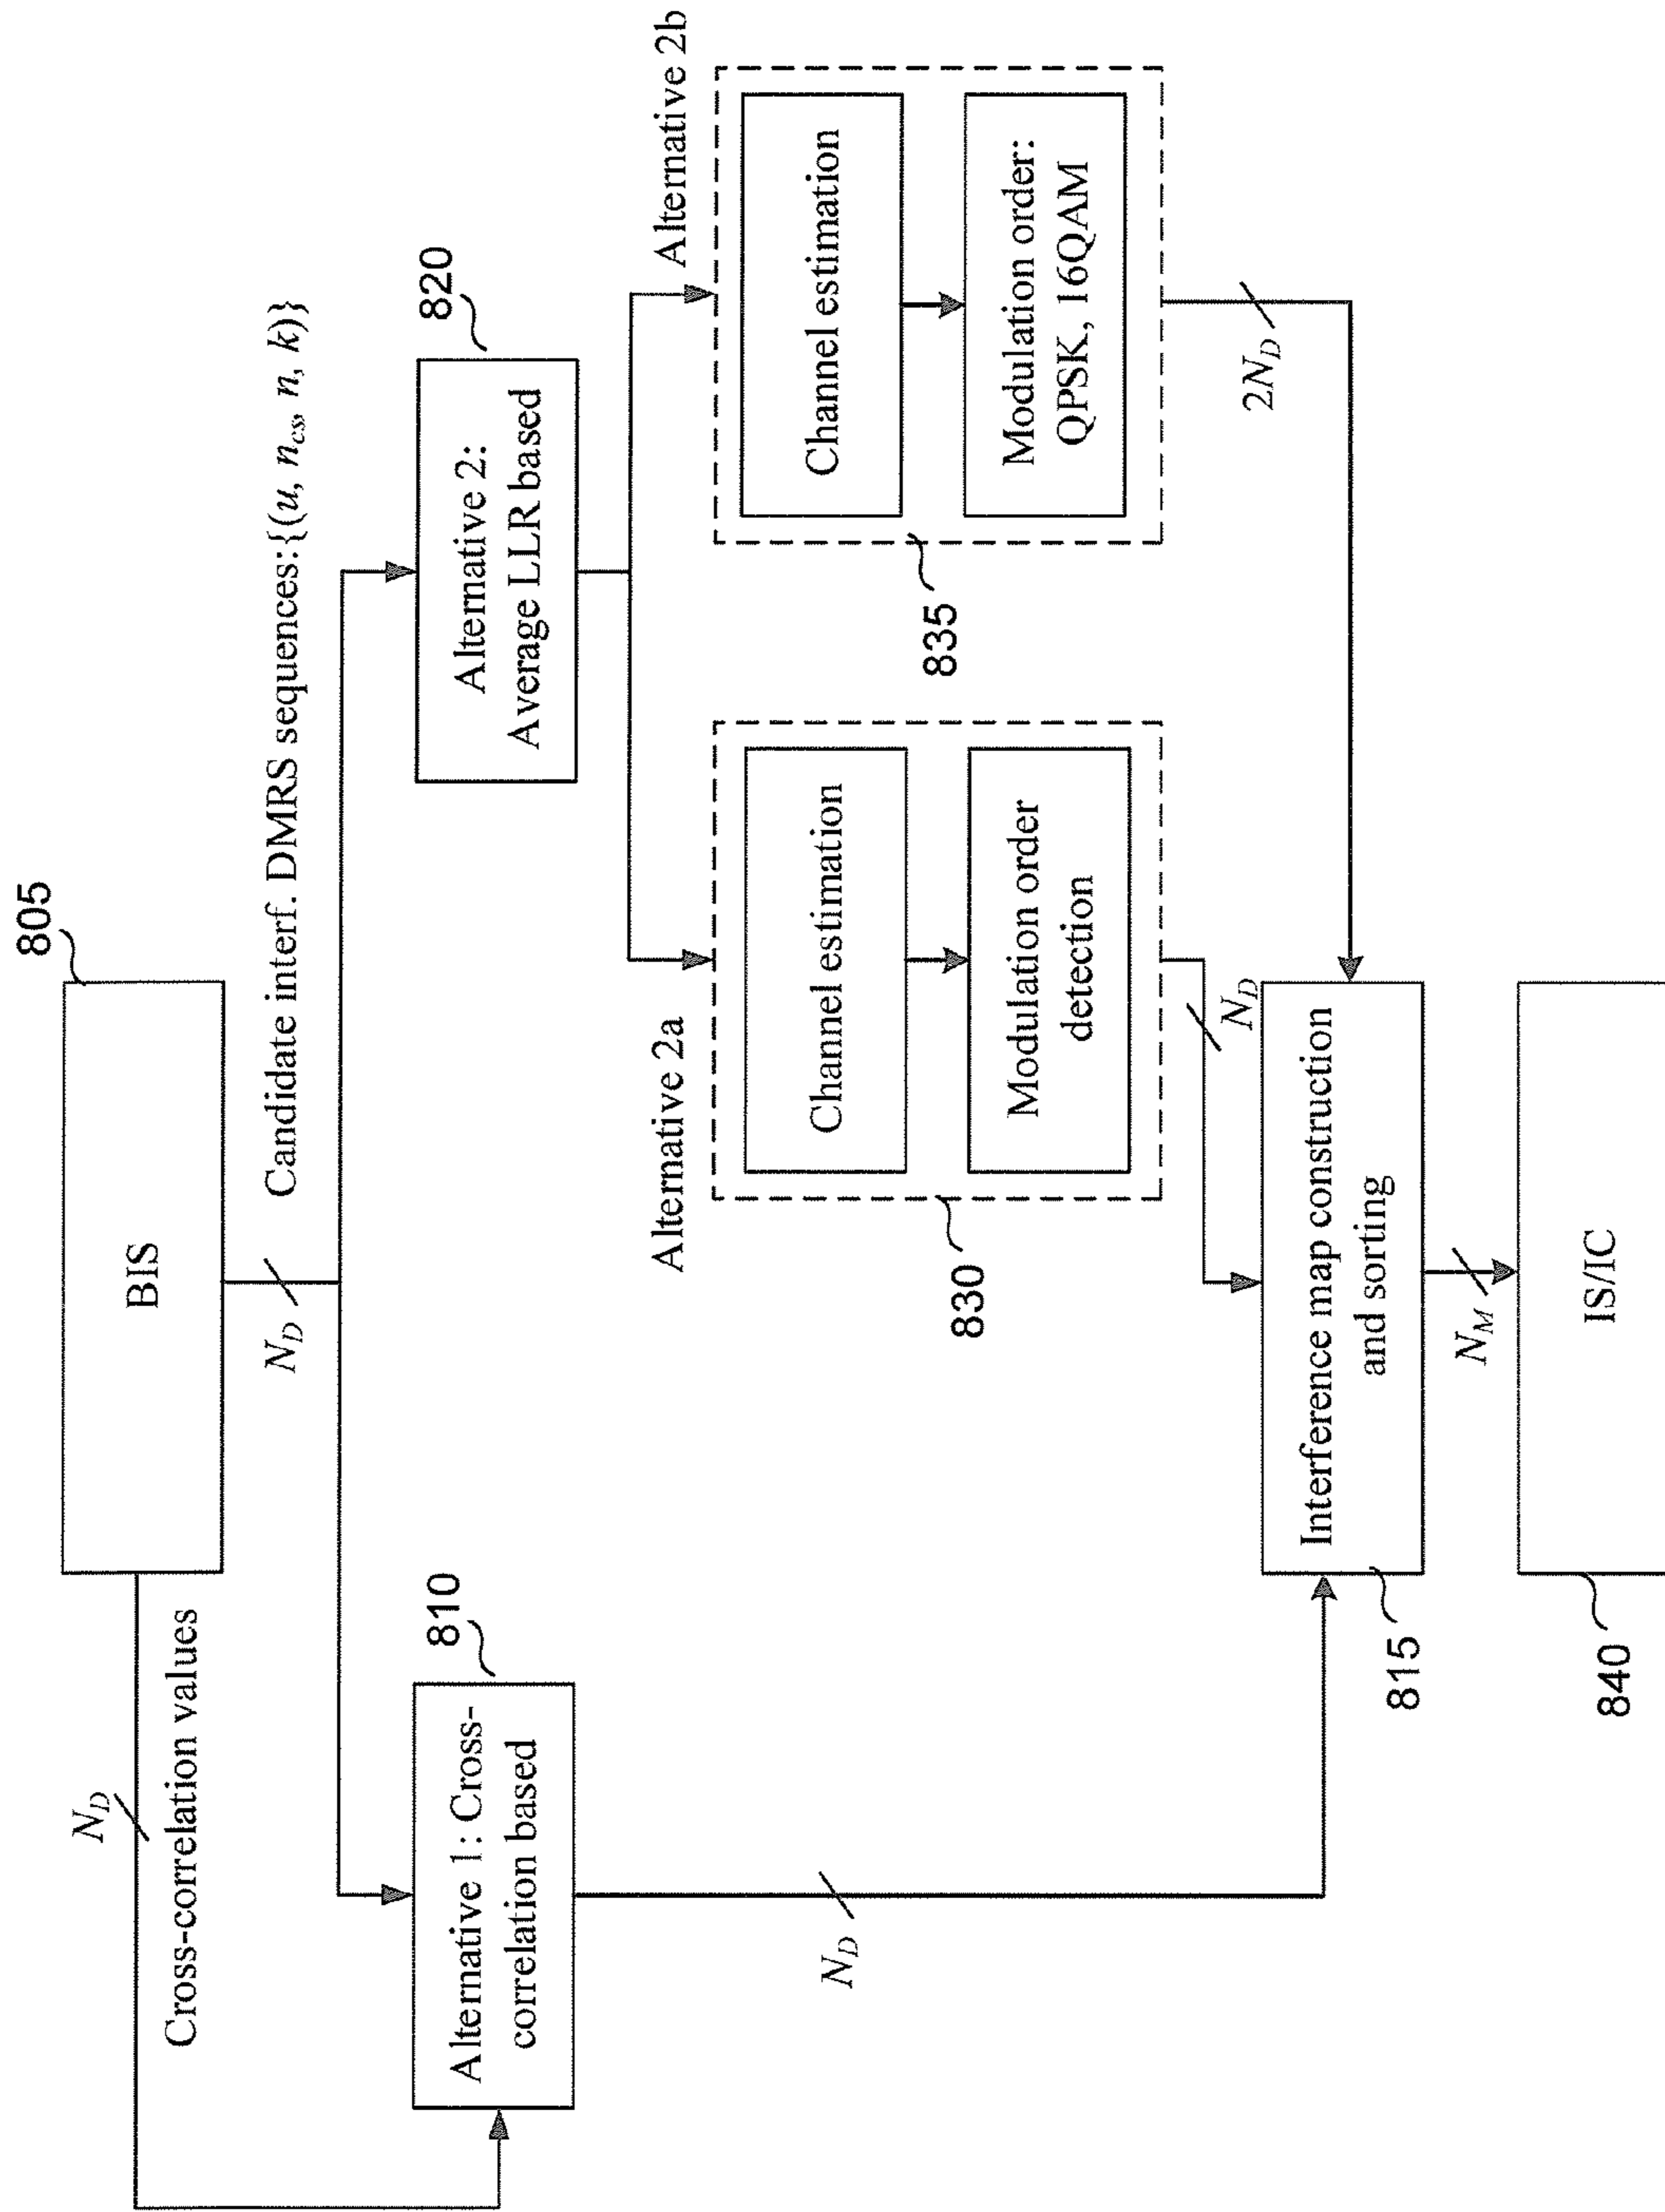 805
BIS
N_D
Cross-correlation values
N_D
Candidate interf. DMRS sequences:{(u, n_cs, n, k)}
810
Alternative 1: Cross-
correlation based
820
Alternative 2:
Average LLR based
Alternative 2a
Channel estimation
Modulation order
detection
830
Alternative 2b
Channel estimation
Modulation order:
QPSK, 16QAM
835
N_D
N_D
2N_D
Interference map construction
and sorting
815
N_M
IS/IC
840